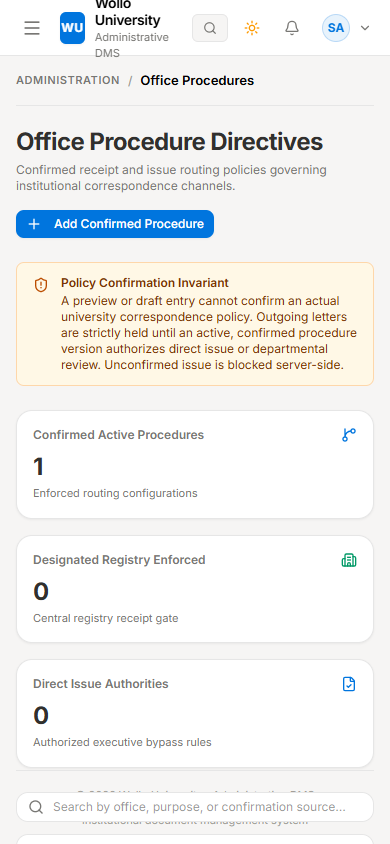 Wollo
University
WU
Administrative
DMS
SA
ADMINISTRATION / Office Procedures
Office Procedure Directives
Confirmed receipt and issue routing policies governing
institutional correspondence channels.
+ Add Confirmed Procedure
Policy Confirmation Invariant
A preview or draft entry cannot confirm an actual
university correspondence policy. Outgoing letters
are strictly held until an active, confirmed procedure
version authorizes direct issue or departmental
review. Unconfirmed issue is blocked server-side.
Confirmed Active Procedures
1
Enforced routing configurations
Designated Registry Enforced
0
Central registry receipt gate
Direct Issue Authorities
0
Authorized executive bypass rules
Search by office, purpose, or confirmation source...